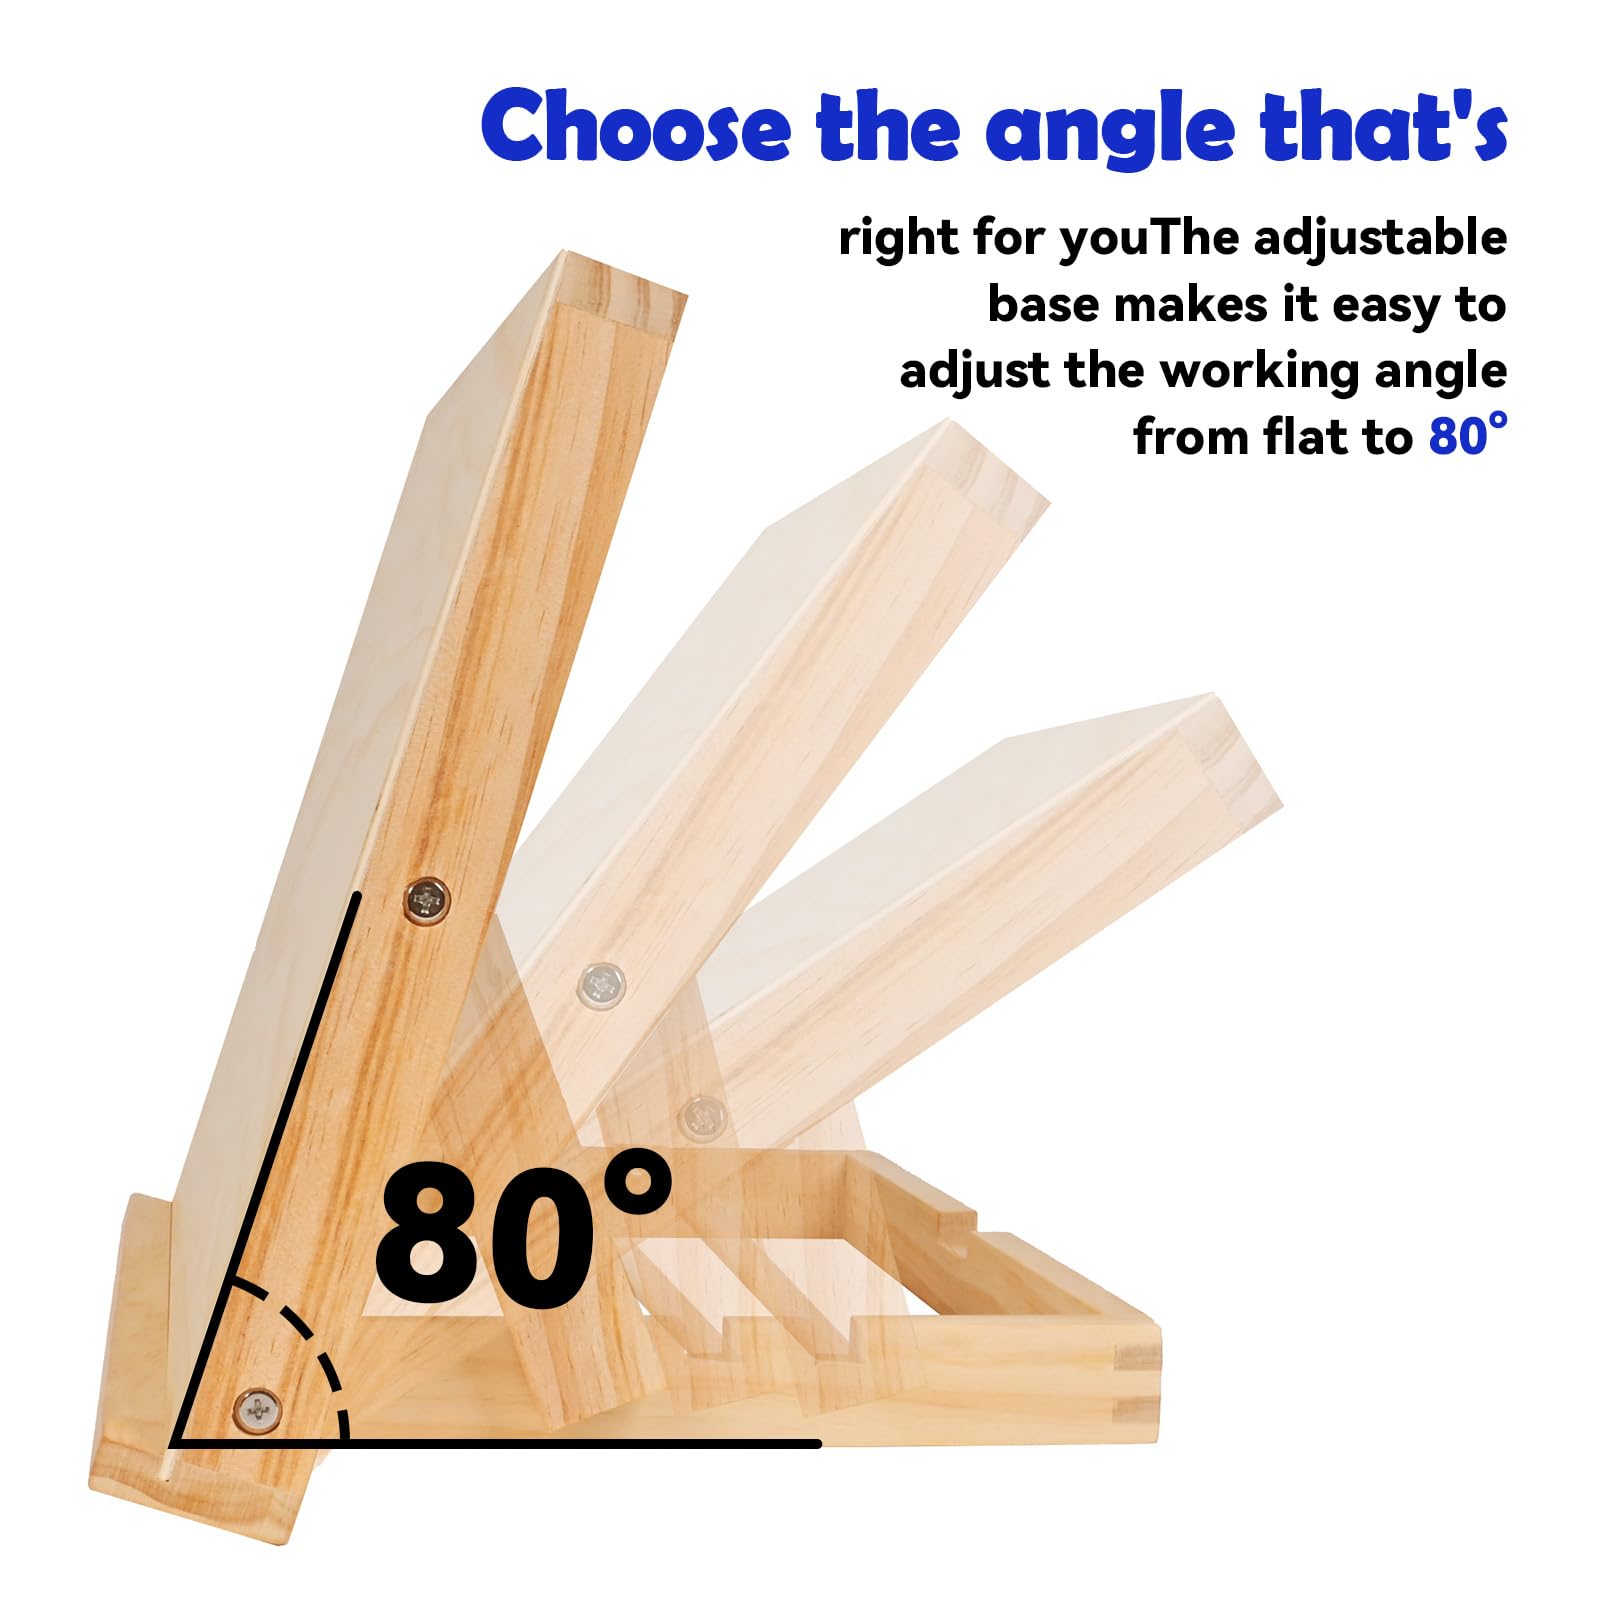 Choose the angle that's
right for youThe adjustable
base makes it easy to
adjust the working angle
from flat to 80°
80°